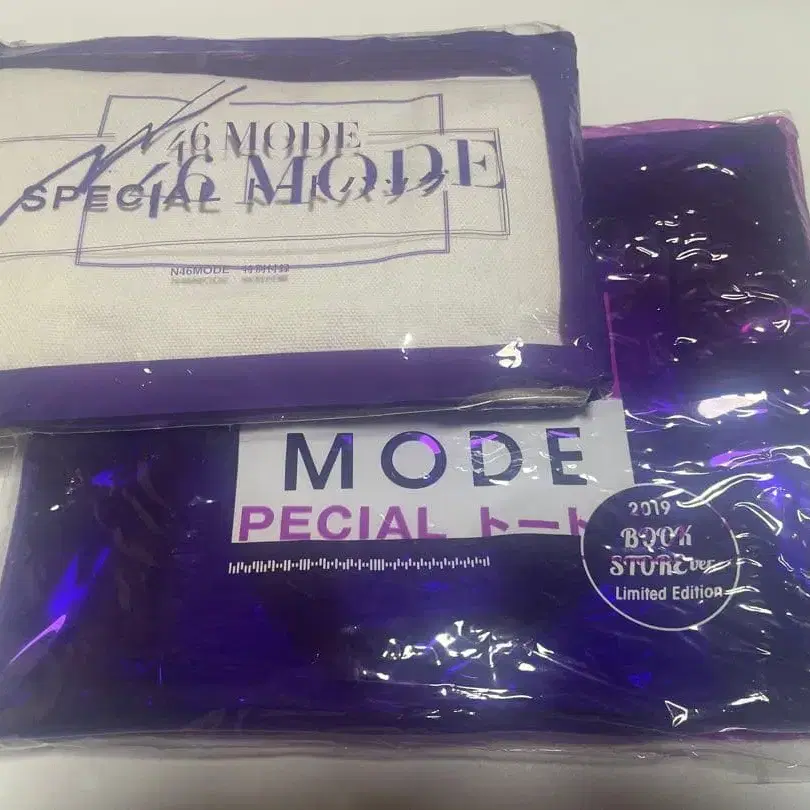 N46 MODE
N46 MODE
SPECIAL トートバッグ
N46MODE 特別付録
MODE
PECIAL トート
2019
BOOK
STORE ver.
Limited Edition